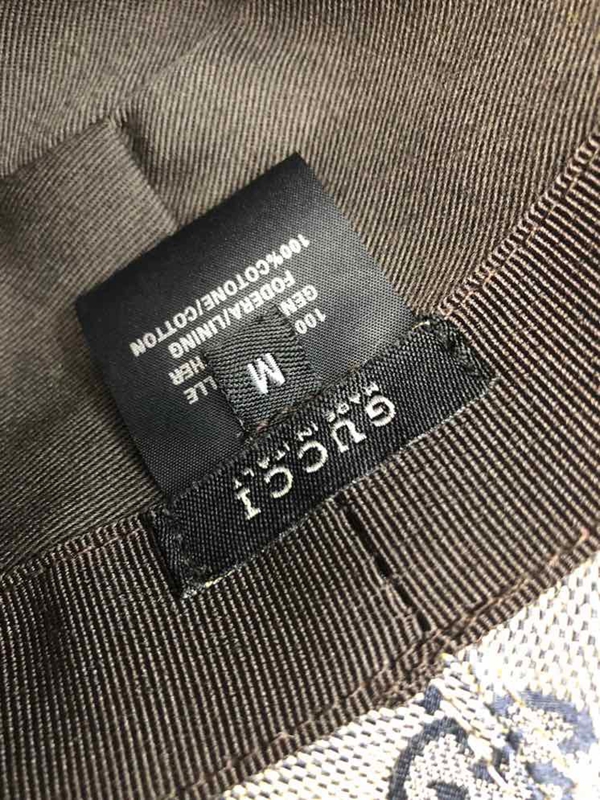 GUCCI
MADE IN ITALY
M
100 LLE
GEN HER
FODERA/LINING
100%COTONE/COTTON